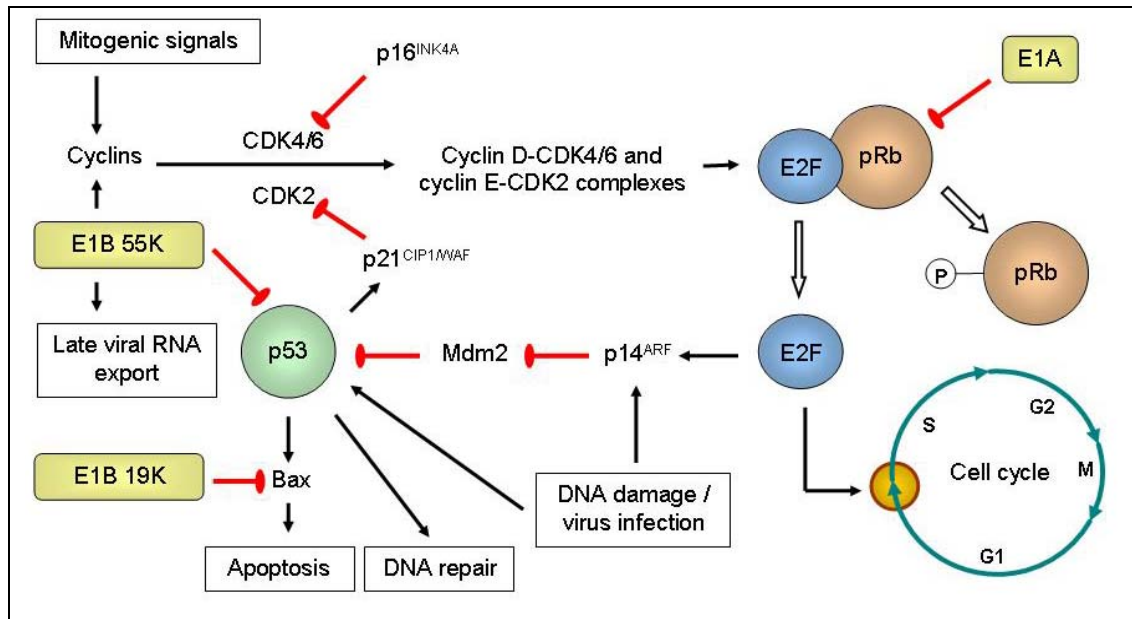 Mitogenic signals
p16INK4A
E1A
Cyclins
CDK4/6
CDK2
Cyclin D-CDK4/6 and
cyclin E-CDK2 complexes
E2F
pRb
E1B 55K
p21CIP1/WAF
P
pRb
Late viral RNA
export
p53
Mdm2
p14ARF
E2F
S
G2
M
G1
Cell cycle
E1B 19K
Bax
DNA damage /
virus infection
Apoptosis
DNA repair